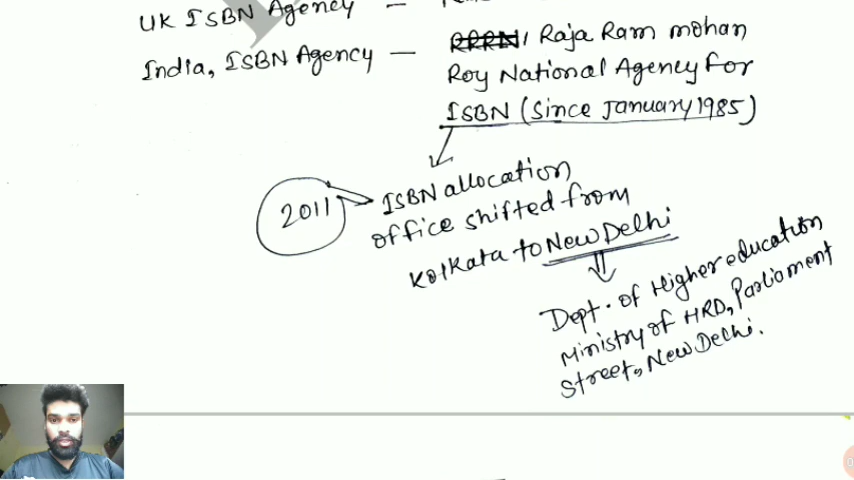 UK ISBN Agency —
India, ISBN Agency — Raja Ram mohan
Roy National Agency For
ISBN (Since January 1985)
2011
ISBN allocation
office shifted from
Kolkata to New Delhi
Dept. of Higher education
Ministry of HRD, Parliament
Street, New Delhi.